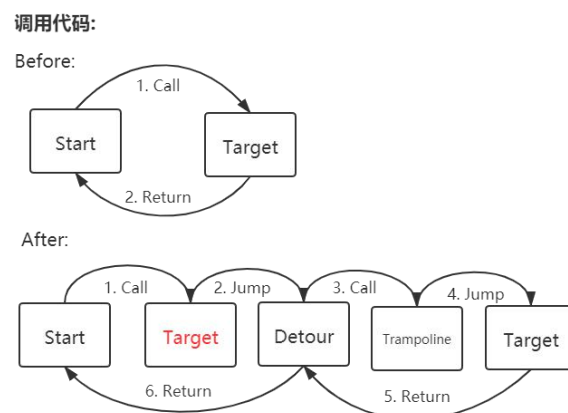 调用代码:
Before:
1. Call
Start
Target
2. Return
After:
1. Call
2. Jump
3. Call
4. Jump
Start
Target
Detour
Trampoline
Target
6. Return
5. Return